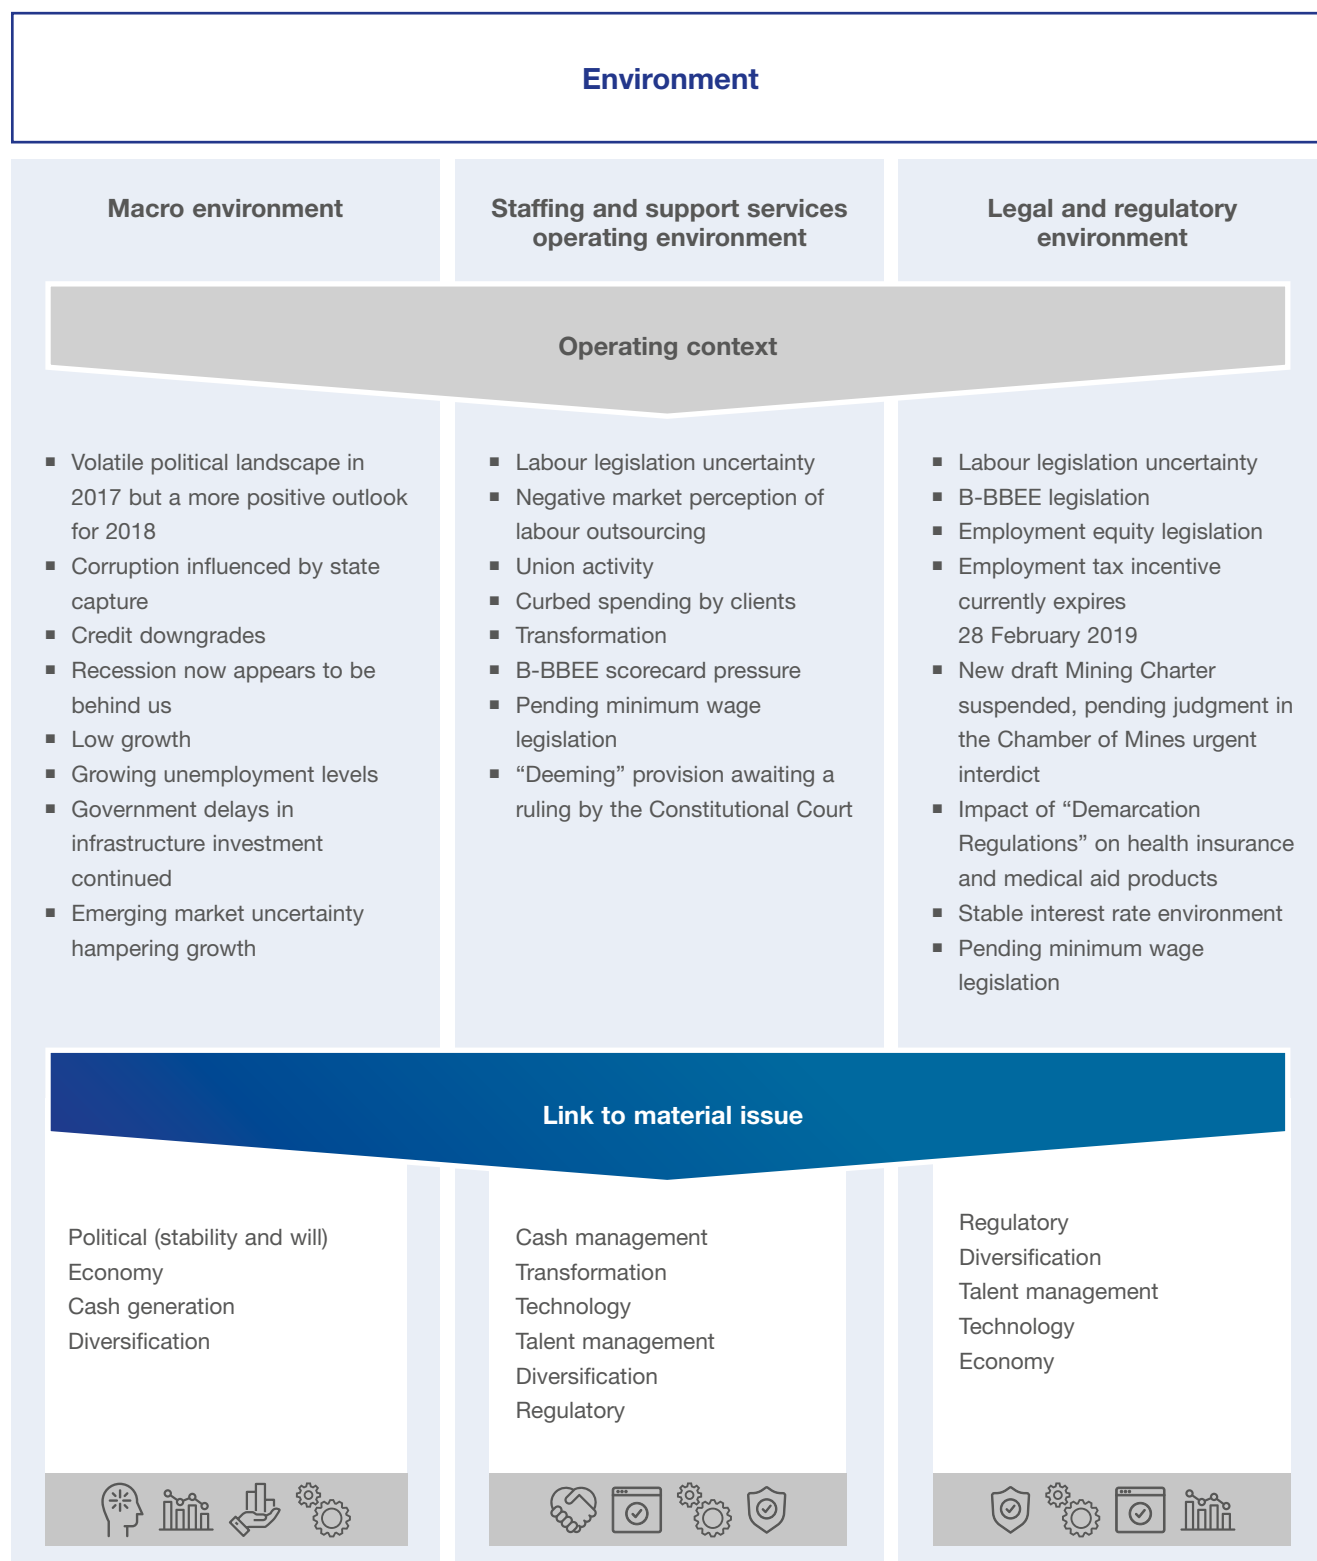 Environment
Macro environment
Staffing and support services
operating environment
Legal and regulatory
environment
Operating context
▪ Volatile political landscape in
2017 but a more positive outlook
for 2018
▪ Corruption influenced by state
capture
▪ Credit downgrades
▪ Recession now appears to be
behind us
▪ Low growth
▪ Growing unemployment levels
▪ Government delays in
infrastructure investment
continued
▪ Emerging market uncertainty
hampering growth
▪ Labour legislation uncertainty
▪ Negative market perception of
labour outsourcing
▪ Union activity
▪ Curbed spending by clients
▪ Transformation
▪ B-BBEE scorecard pressure
▪ Pending minimum wage
legislation
▪ “Deeming” provision awaiting a
ruling by the Constitutional Court
▪ Labour legislation uncertainty
▪ B-BBEE legislation
▪ Employment equity legislation
▪ Employment tax incentive
currently expires
28 February 2019
▪ New draft Mining Charter
suspended, pending judgment in
the Chamber of Mines urgent
interdict
▪ Impact of “Demarcation
Regulations” on health insurance
and medical aid products
▪ Stable interest rate environment
▪ Pending minimum wage
legislation
Link to material issue
Political (stability and will)
Economy
Cash generation
Diversification
Cash management
Transformation
Technology
Talent management
Diversification
Regulatory
Regulatory
Diversification
Talent management
Technology
Economy